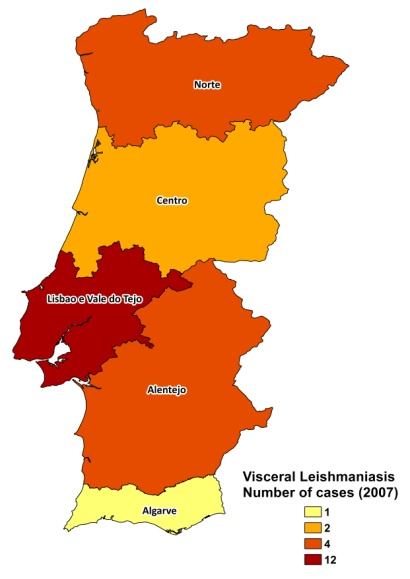 Norte
Centro
Lisbao e Vale do Tejo
Alentejo
Algarve
Visceral Leishmaniasis
Number of cases (2007)
1
2
4
12